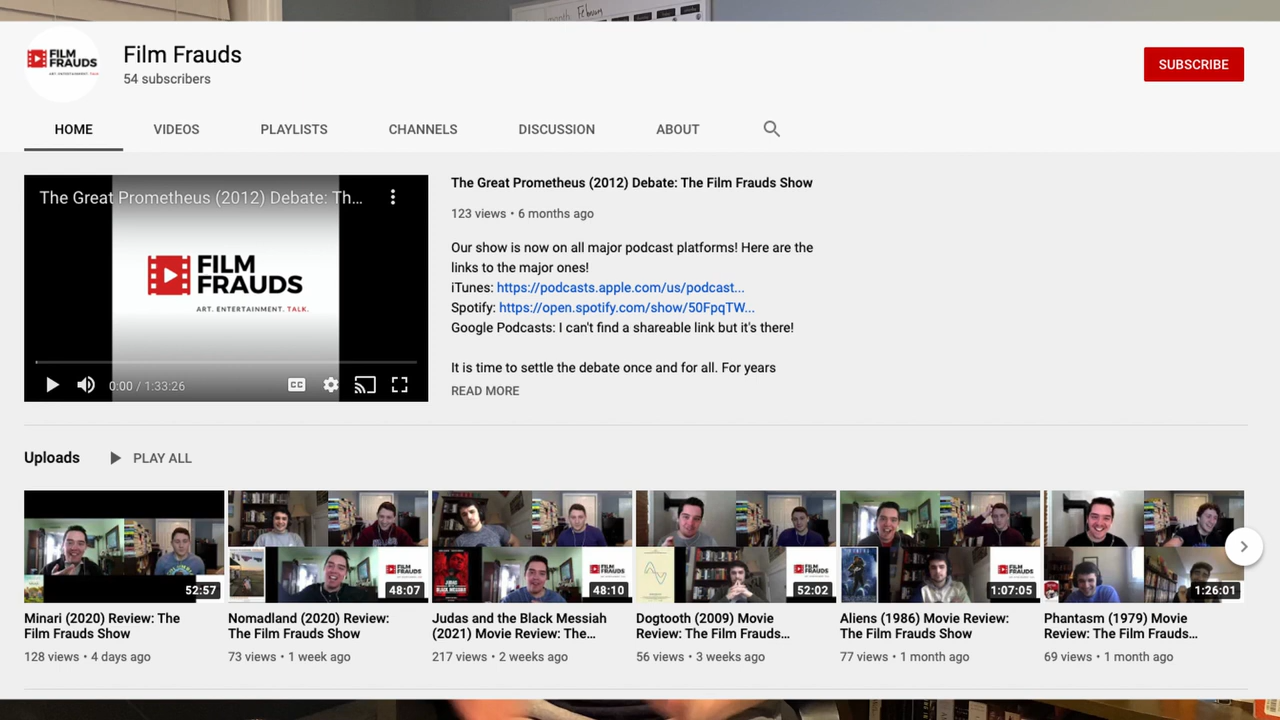 Februa
FILM
FRAUDS
Film Frauds
54 subscribers
SUBSCRIBE
HOME
VIDEOS
PLAYLISTS
CHANNELS
DISCUSSION
ABOUT
The Great Prometheus (2012) Debate: Th...
FILM
FRAUDS
ART. ENTERTAINMENT. TALK.
0:00 / 1:33:26
CC
The Great Prometheus (2012) Debate: The Film Frauds Show
123 views • 6 months ago
Our show is now on all major podcast platforms! Here are the
links to the major ones!
iTunes: https://podcasts.apple.com/us/podcast...
Spotify: https://open.spotify.com/show/50FpqTW...
Google Podcasts: I can't find a shareable link but it's there!
It is time to settle the debate once and for all. For years
READ MORE
Uploads
PLAY ALL
52:57
48:07
48:10
52:02
1:07:05
1:26:01
Minari (2020) Review: The
Film Frauds Show
128 views • 4 days ago
Nomadland (2020) Review:
The Film Frauds Show
73 views • 1 week ago
Judas and the Black Messiah
(2021) Movie Review: The...
217 views • 2 weeks ago
Dogtooth (2009) Movie
Review: The Film Frauds...
56 views • 3 weeks ago
Aliens (1986) Movie Review:
The Film Frauds Show
77 views • 1 month ago
Phantasm (1979) Movie
Review: The Film Frauds...
69 views • 1 month ago